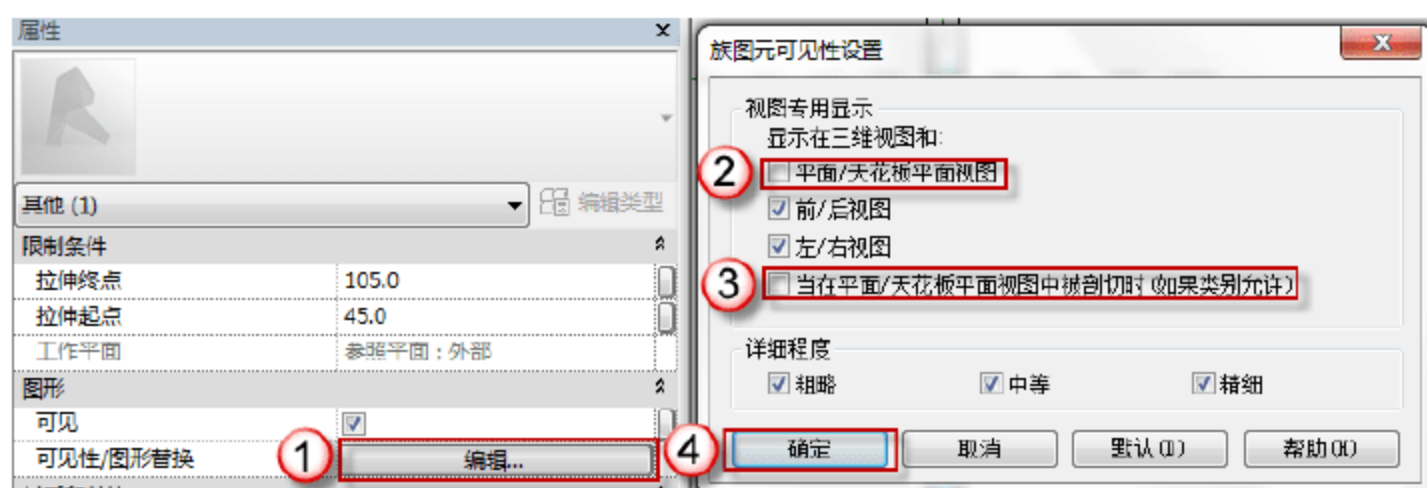 属性 x
其他 (1) 编辑类型
限制条件
拉伸终点 105.0
拉伸起点 45.0
工作平面 参照平面：外部
图形
可见
① 可见性/图形替换 编辑...
族图元可见性设置 X
视图专用显示
显示在三维视图和:
② 平面/天花板平面视图
前/后视图
左/右视图
③ 当在平面/天花板平面视图中被剖切时(如果类别允许)
详细程度
粗略 中等 精细
④ 确定 取消 默认(D) 帮助(H)